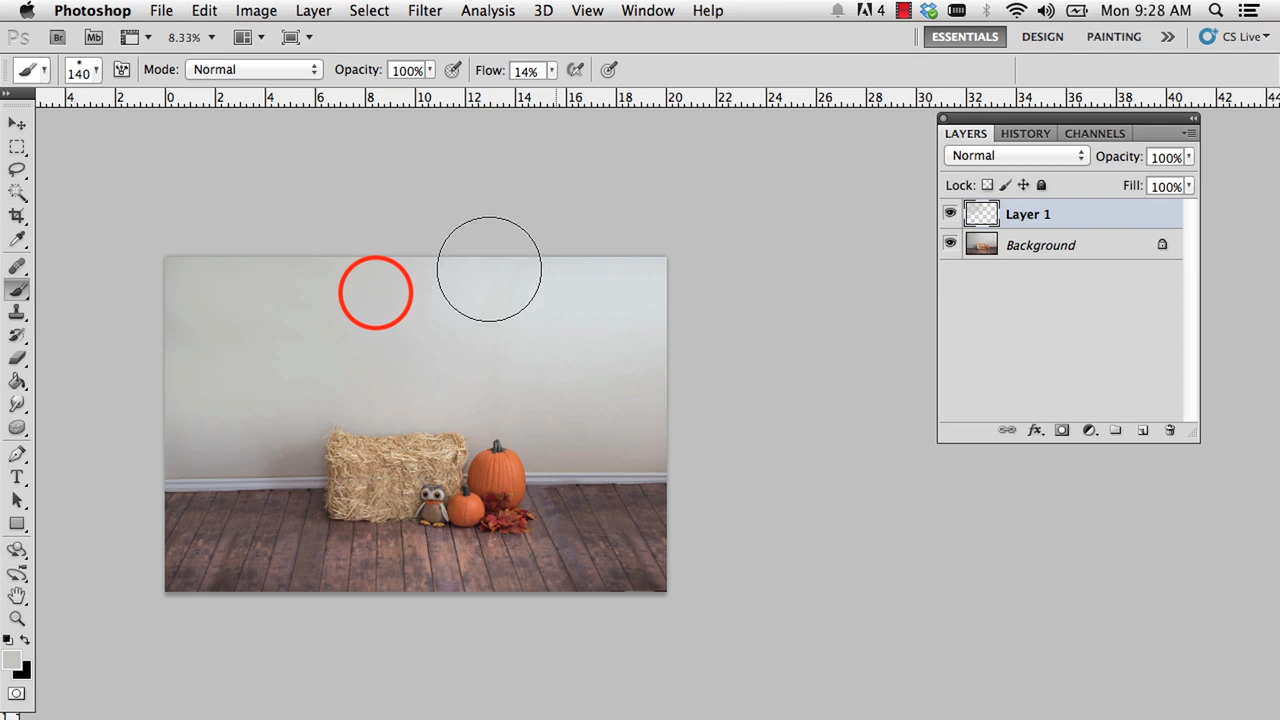 Photoshop File Edit Image Layer Select Filter Analysis 3D View Window Help 4 Mon 9:28 AM
Ps Br Mb 8.33% ESSENTIALS DESIGN PAINTING CS Live
140 Mode: Normal Opacity: 100% Flow: 14%
4 2 0 2 4 6 8 10 12 14 16 18 20 22 24 26 28 30 32 34 36 38 40 42 44
LAYERS HISTORY CHANNELS
Normal Opacity: 100%
Lock: Fill: 100%
Layer 1
Background
fx
T